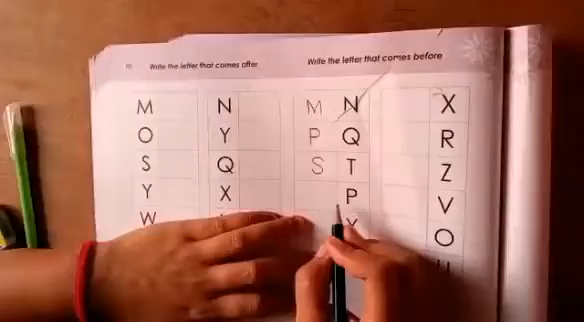 Write the letter that comes after
Write the letter that comes before
M N M N X
O Y P Q R
S Q S T Z
Y X P V
W O